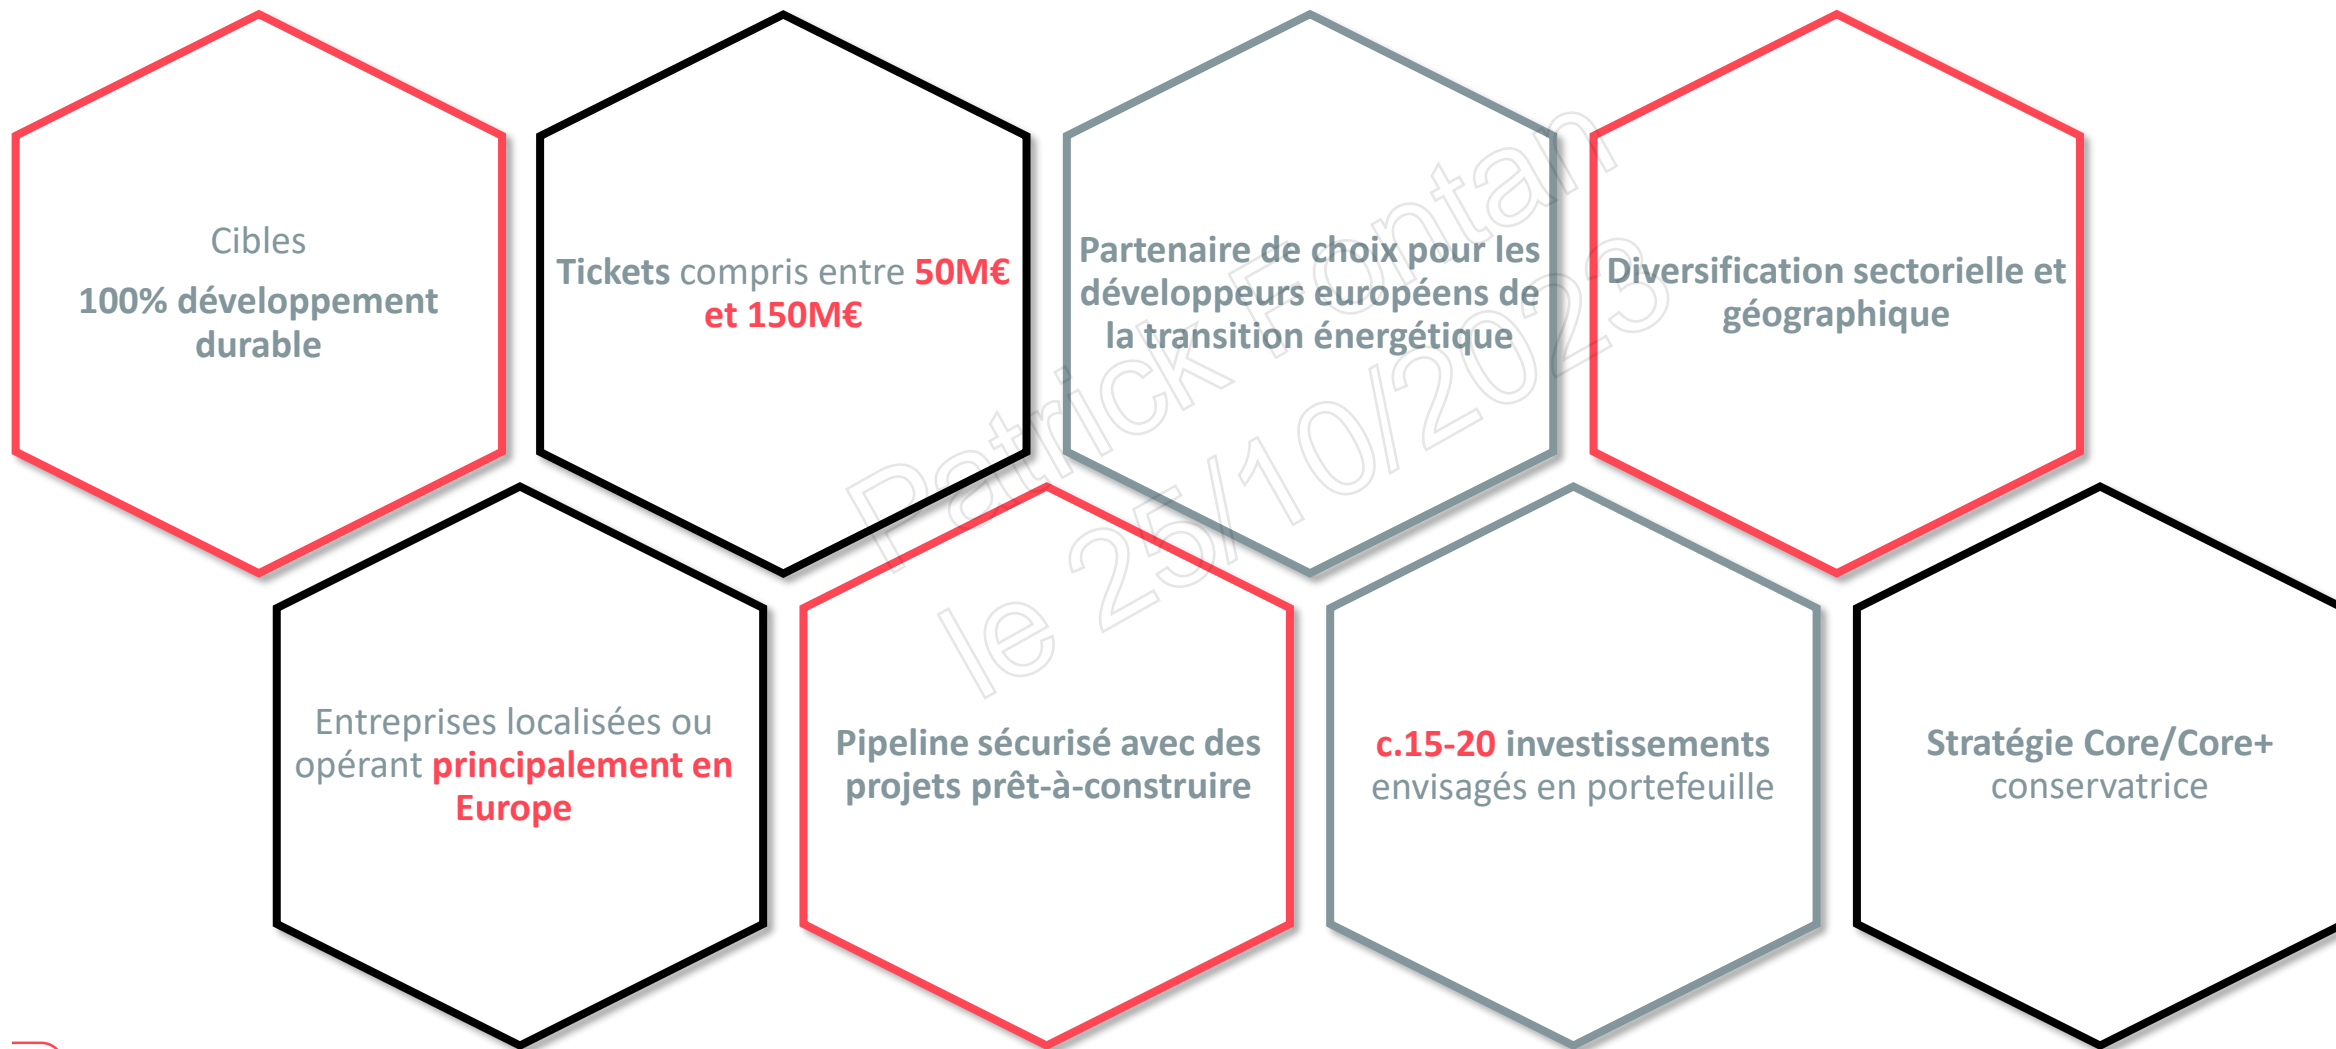 Cibles
100% développement
durable
Tickets compris entre 50M€
et 150M€
Partenaire de choix pour les
développeurs européens de
la transition énergétique
Diversification sectorielle et
géographique
Entreprises localisées ou
opérant principalement en
Europe
Pipeline sécurisé avec des
projets prêt-à-construire
c.15-20 investissements
envisagés en portefeuille
Stratégie Core/Core+
conservatrice
Patrick Fontan
le 25/10/2023